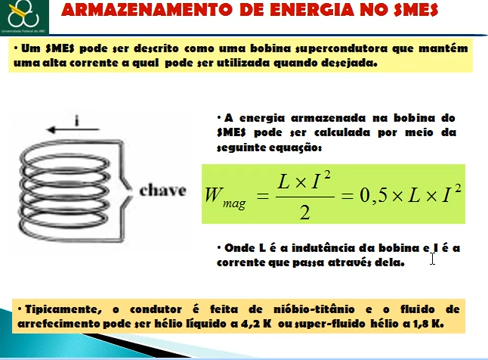 ARMAZENAMENTO DE ENERGIA NO SMES
• Um SMES pode ser descrito como uma bobina supercondutora que mantém
uma alta corrente a qual pode ser utilizada quando desejada.
• A energia armazenada na bobina do
SMES pode ser calculada por meio da
seguinte equação:
i
chave
W_mag = (L × I²) / 2 = 0,5 × L × I²
• Onde L é a indutância da bobina e I é a
corrente que passa através dela.
• Tipicamente, o condutor é feita de nióbio-titânio e o fluido de
arrefecimento pode ser hélio líquido a 4,2 K ou super-fluido hélio a 1,8 K.